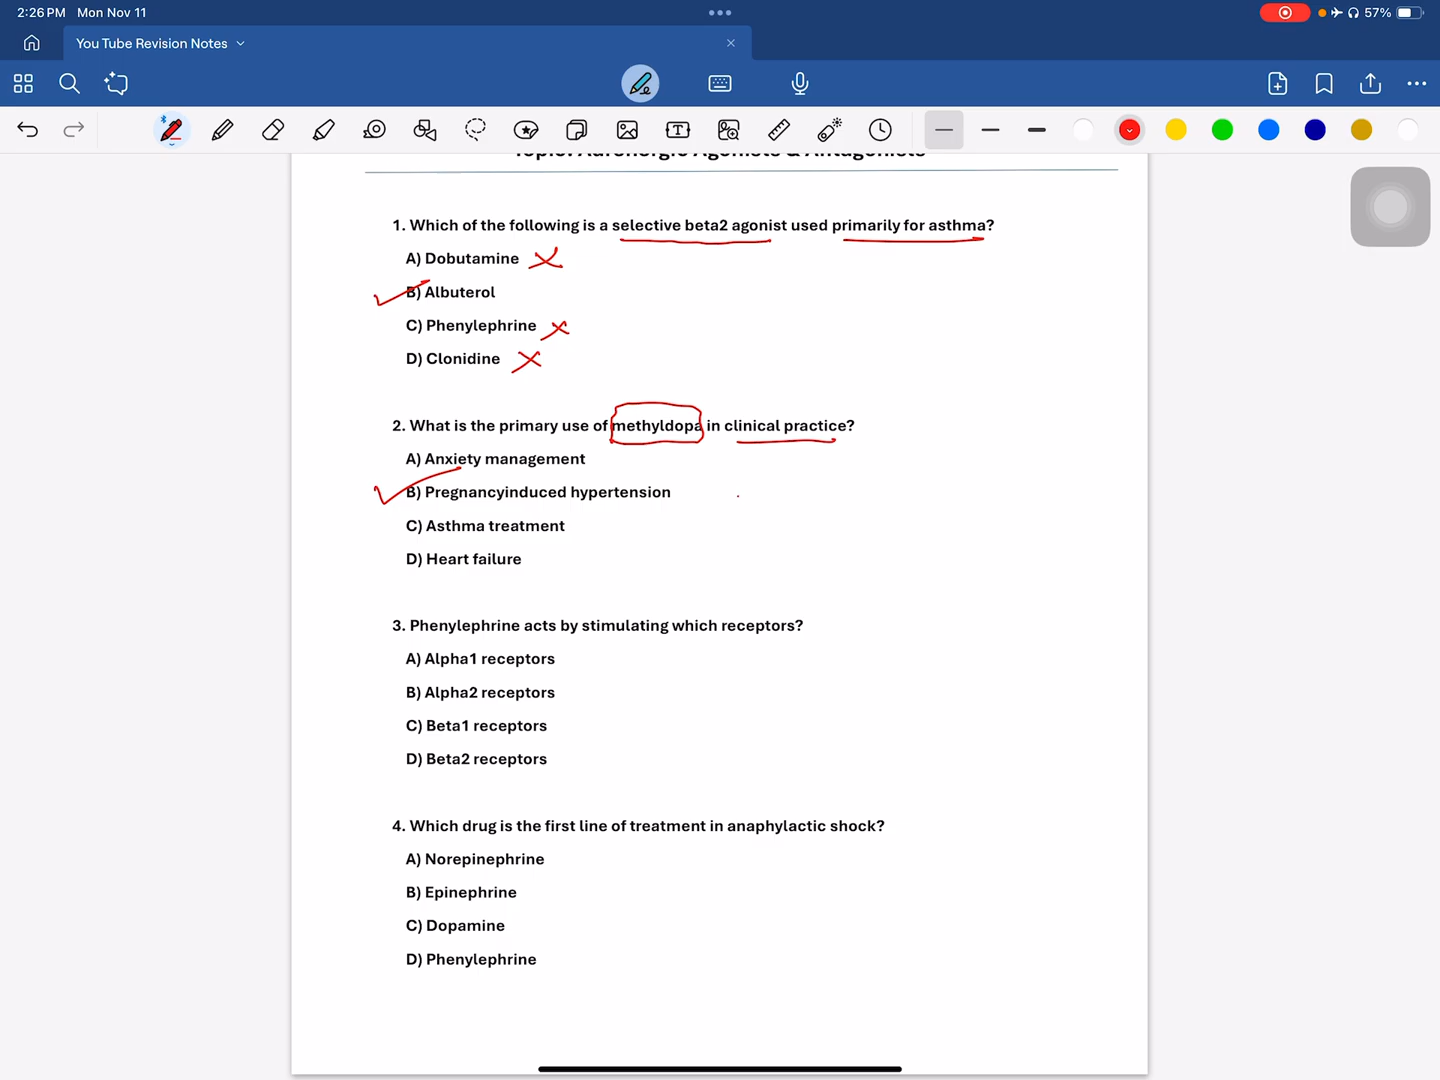 2:26 PM Mon Nov 11
57%
You Tube Revision Notes
Topic: Adrenergic Agonists & Antagonists
1. Which of the following is a selective beta2 agonist used primarily for asthma?
A) Dobutamine
B) Albuterol
C) Phenylephrine
D) Clonidine
2. What is the primary use of methyldopa in clinical practice?
A) Anxiety management
B) Pregnancyinduced hypertension
C) Asthma treatment
D) Heart failure
3. Phenylephrine acts by stimulating which receptors?
A) Alpha1 receptors
B) Alpha2 receptors
C) Beta1 receptors
D) Beta2 receptors
4. Which drug is the first line of treatment in anaphylactic shock?
A) Norepinephrine
B) Epinephrine
C) Dopamine
D) Phenylephrine